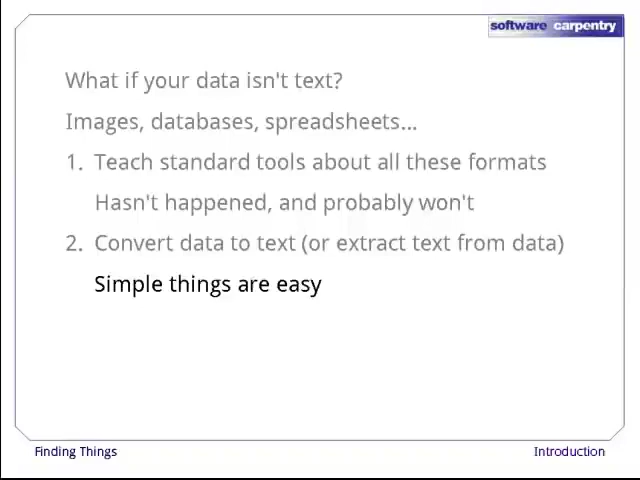 software carpentry
What if your data isn't text?
Images, databases, spreadsheets...
1. Teach standard tools about all these formats
Hasn't happened, and probably won't
2. Convert data to text (or extract text from data)
Simple things are easy
Finding Things
Introduction